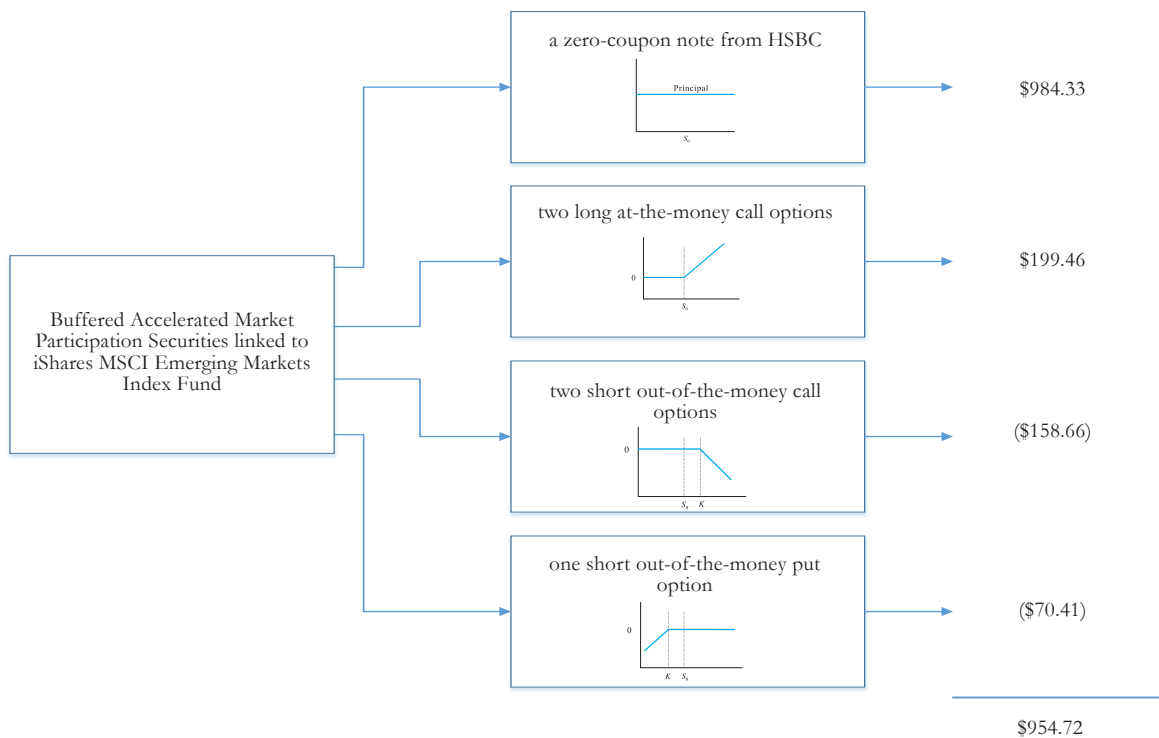 a zero-coupon note from HSBC
Principal
S₀
$984.33
two long at-the-money call options
0
S₀
$199.46
Buffered Accelerated Market
Participation Securities linked to
iShares MSCI Emerging Markets
Index Fund
two short out-of-the-money call
options
0
S₀ K
($158.66)
one short out-of-the-money put
option
0
K S₀
($70.41)
$954.72